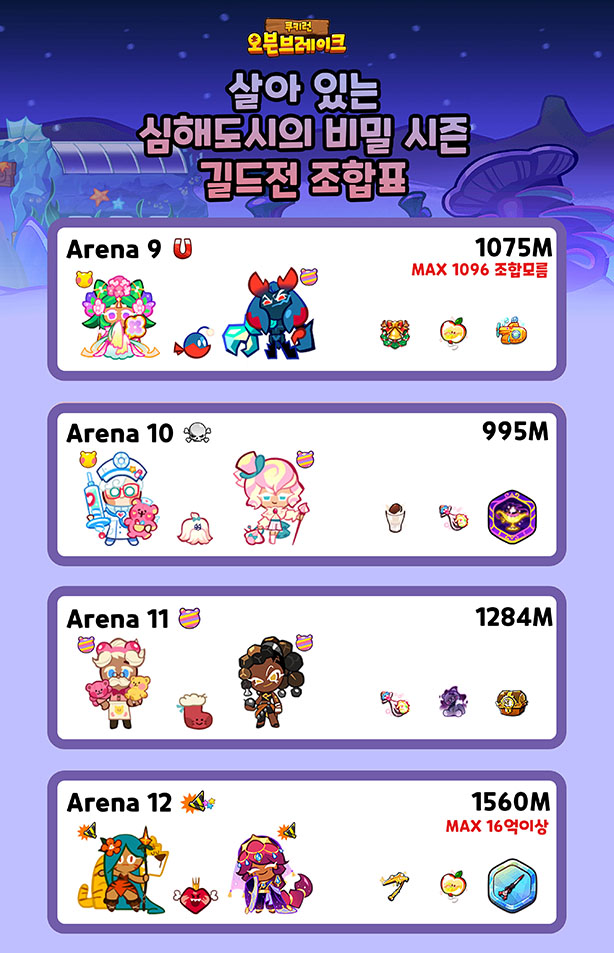 쿠키런
오븐브레이크
살아 있는
심해도시의 비밀 시즌
길드전 조합표
Arena 9
1075M
MAX 1096 조합모름
Arena 10
995M
Arena 11
1284M
Arena 12
1560M
MAX 16억이상